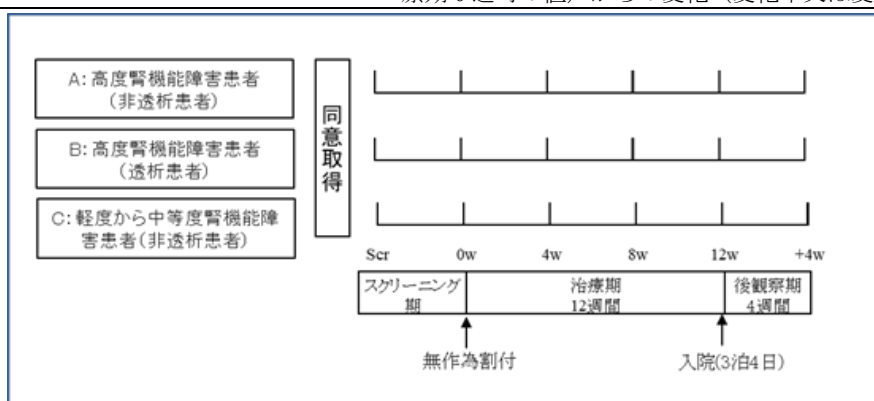 A: 高度腎機能障害患者
(非透析患者)
B: 高度腎機能障害患者
(透析患者)
C: 軽度から中等度腎機能障
害患者(非透析患者)
同意取得
Scr 0w 4w 8w 12w +4w
スクリーニング
期
治療期
12週間
後観察期
4週間
無作為割付
入院(3泊4日)